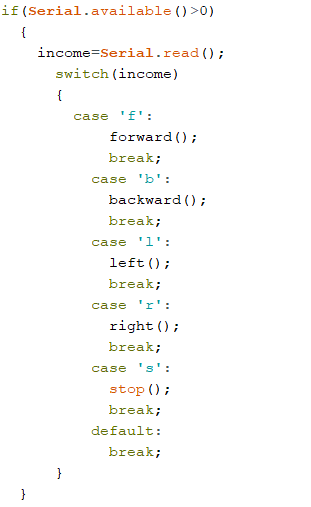 if(Serial.available()>0)
{
income=Serial.read();
switch(income)
{
case 'f':
forward();
break;
case 'b':
backward();
break;
case 'l':
left();
break;
case 'r':
right();
break;
case 's':
stop();
break;
default:
break;
}
}